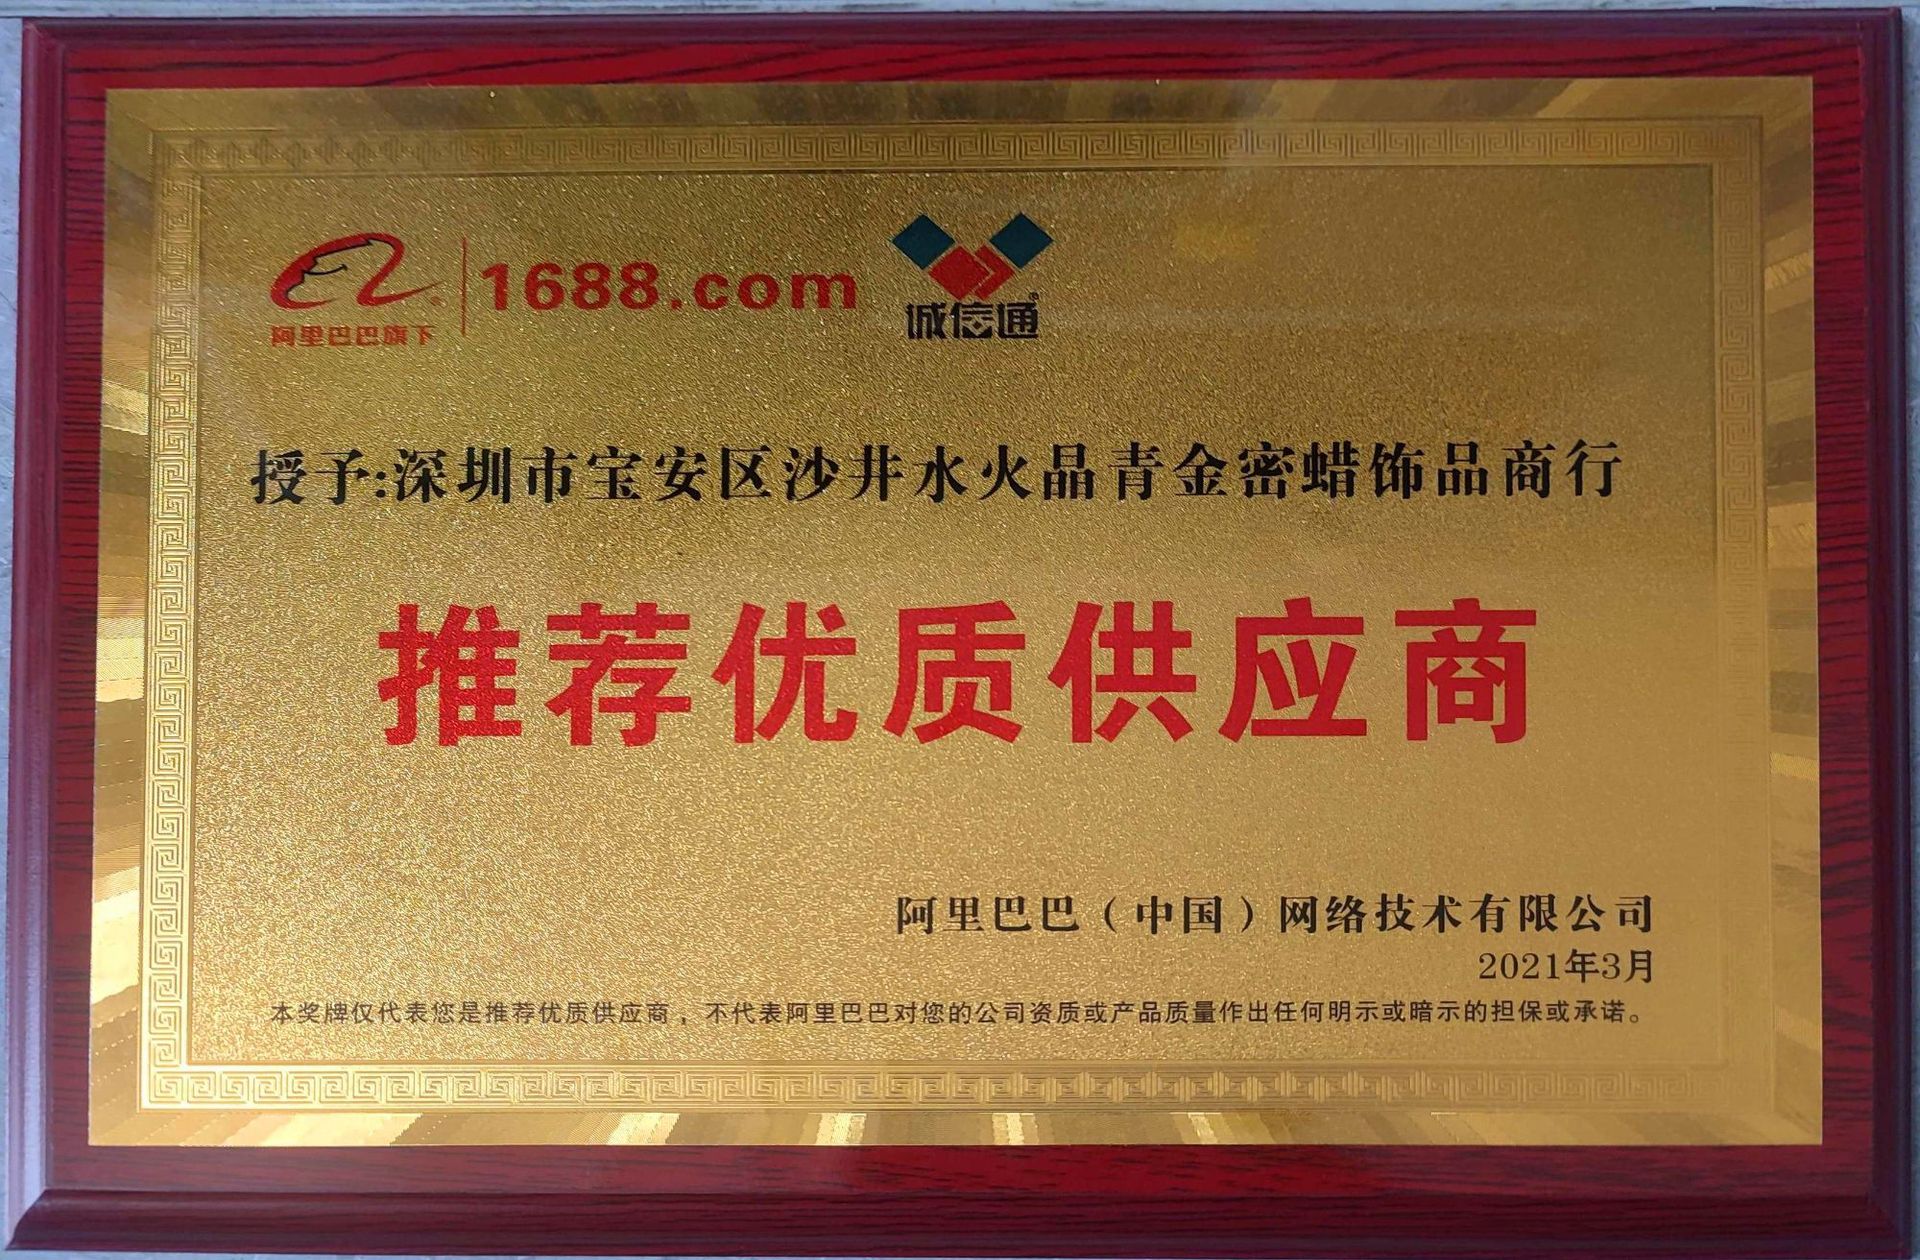 阿里巴巴旗下
1688.com
诚信通
授予:深圳市宝安区沙井水火晶青金密蜡饰品商行
推荐优质供应商
阿里巴巴（中国）网络技术有限公司
2021年3月
本奖牌仅代表您是推荐优质供应商，不代表阿里巴巴对您的公司资质或产品质量作出任何明示或暗示的担保或承诺。